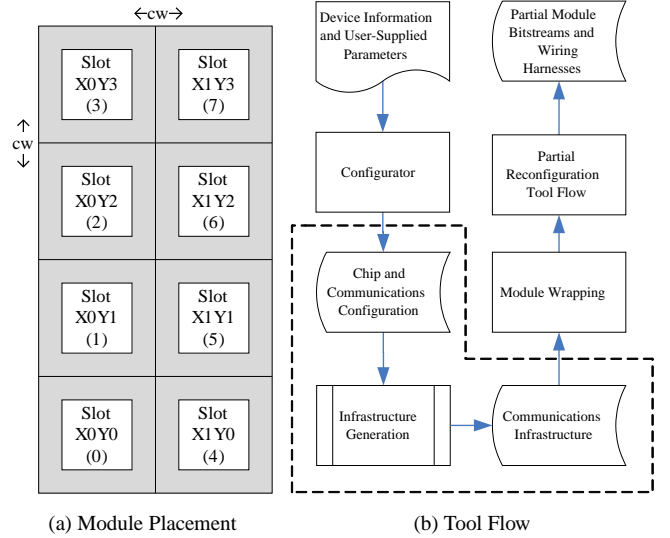 ←cw→
Slot
X0Y3
(3)
Slot
X1Y3
(7)
cw
Slot
X0Y2
(2)
Slot
X1Y2
(6)
Slot
X0Y1
(1)
Slot
X1Y1
(5)
Slot
X0Y0
(0)
Slot
X1Y0
(4)
(a) Module Placement
Device Information
and User-Supplied
Parameters
Configurator
Chip and
Communications
Configuration
Infrastructure
Generation
Communications
Infrastructure
Module Wrapping
Partial
Reconfiguration
Tool Flow
Partial Module
Bitstreams and
Wiring
Harnesses
(b) Tool Flow